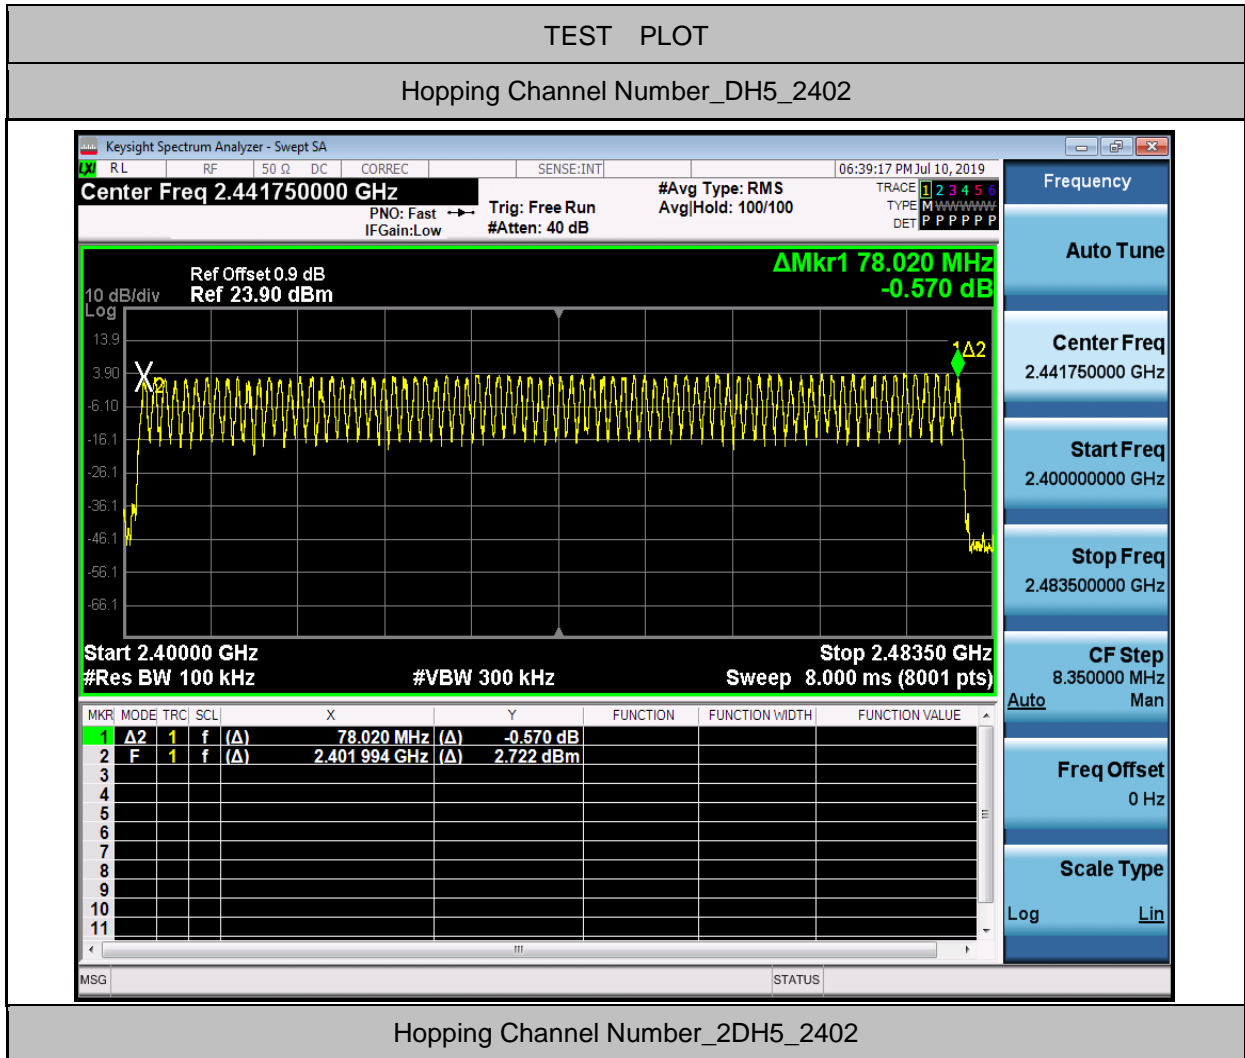 TEST PLOT
Hopping Channel Number_DH5_2402
Keysight Spectrum Analyzer - Swept SA
LXI RL RF 50 Ω DC CORREC SENSE:INT 06:39:17 PM Jul 10, 2019
Center Freq 2.441750000 GHz
PNO: Fast
IFGain:Low
Trig: Free Run
#Atten: 40 dB
#Avg Type: RMS
Avg|Hold: 100/100
TRACE 1 2 3 4 5 6
TYPE M WWWWW
DET P P P P P P
ΔMkr1 78.020 MHz
-0.570 dB
Ref Offset 0.9 dB
10 dB/div Ref 23.90 dBm
Log
13.9
3.90
-6.10
-16.1
-26.1
-36.1
-46.1
-56.1
-66.1
2
1Δ2
Start 2.40000 GHz Stop 2.48350 GHz
#Res BW 100 kHz #VBW 300 kHz Sweep 8.000 ms (8001 pts)
MKR MODE TRC SCL X Y FUNCTION FUNCTION WIDTH FUNCTION VALUE
1 Δ2 1 f (Δ) 78.020 MHz (Δ) -0.570 dB
2 F 1 f (Δ) 2.401 994 GHz (Δ) 2.722 dBm
3
4
5
6
7
8
9
10
11
MSG STATUS
Frequency
Auto Tune
Center Freq
2.441750000 GHz
Start Freq
2.400000000 GHz
Stop Freq
2.483500000 GHz
CF Step
8.350000 MHz
Auto Man
Freq Offset
0 Hz
Scale Type
Log Lin
Hopping Channel Number_2DH5_2402